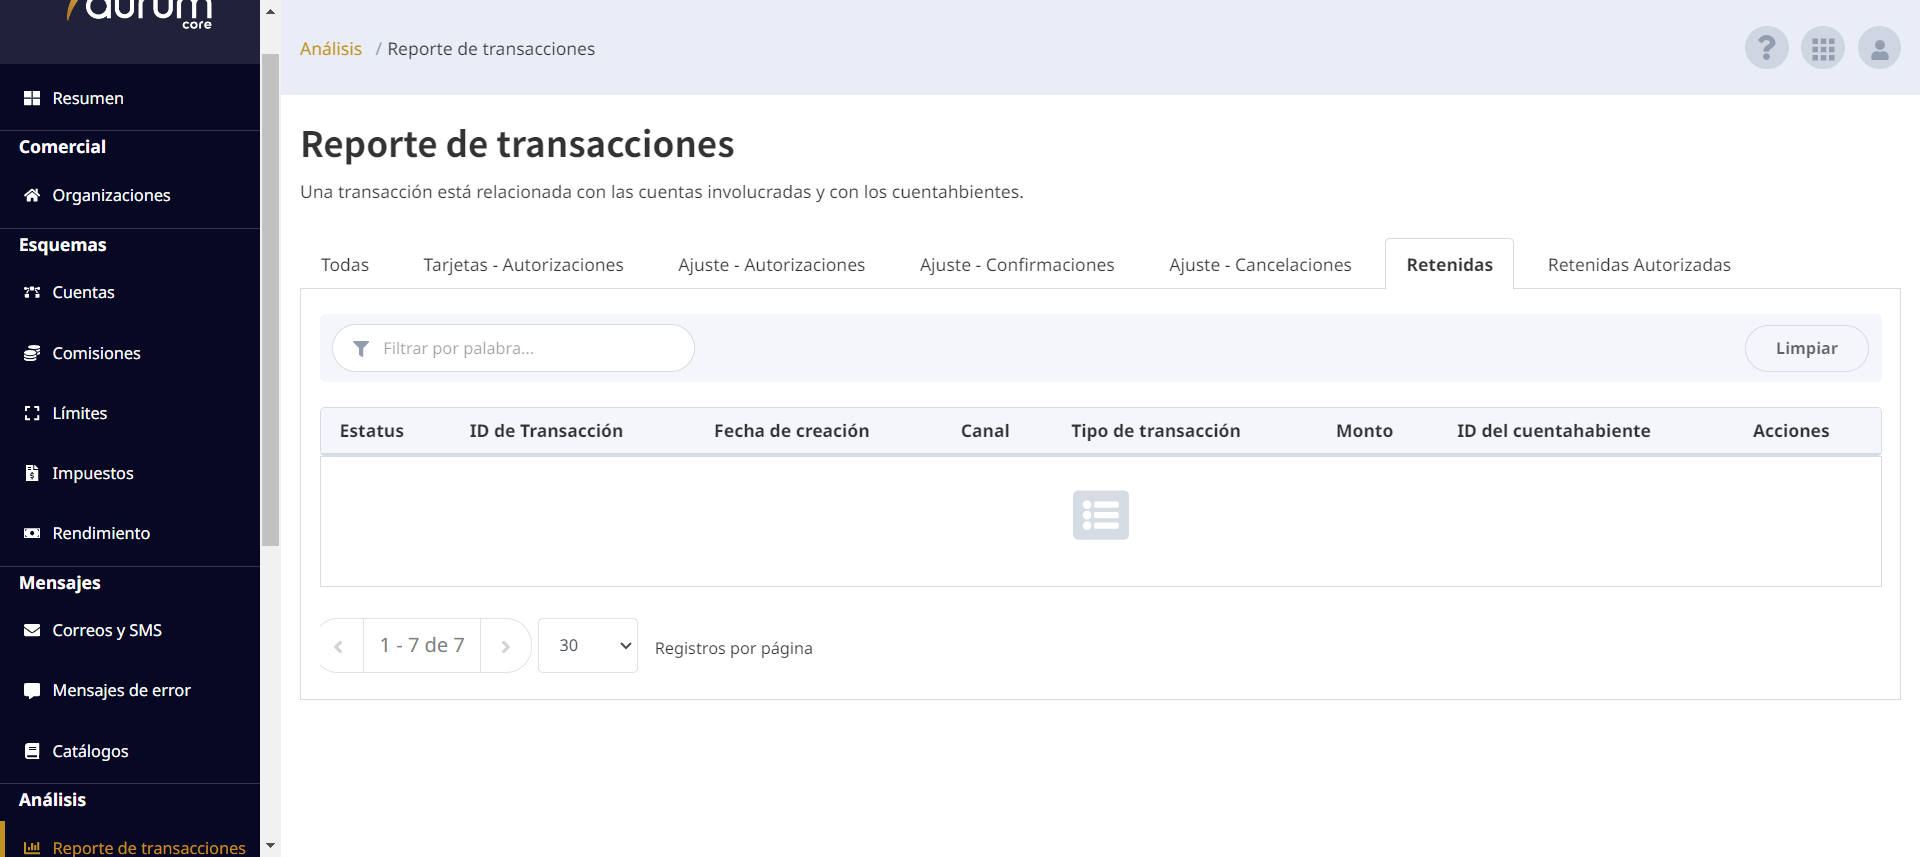 aurum
core
Resumen
Comercial
Organizaciones
Esquemas
Cuentas
Comisiones
Límites
Impuestos
Rendimiento
Mensajes
Correos y SMS
Mensajes de error
Catálogos
Análisis
Reporte de transacciones
Análisis / Reporte de transacciones
?
Reporte de transacciones
Una transacción está relacionada con las cuentas involucradas y con los cuentahbientes.
Todas Tarjetas - Autorizaciones Ajuste - Autorizaciones Ajuste - Confirmaciones Ajuste - Cancelaciones Retenidas Retenidas Autorizadas
Filtrar por palabra... Limpiar
Estatus ID de Transacción Fecha de creación Canal Tipo de transacción Monto ID del cuentahabiente Acciones
1 - 7 de 7 30 Registros por página